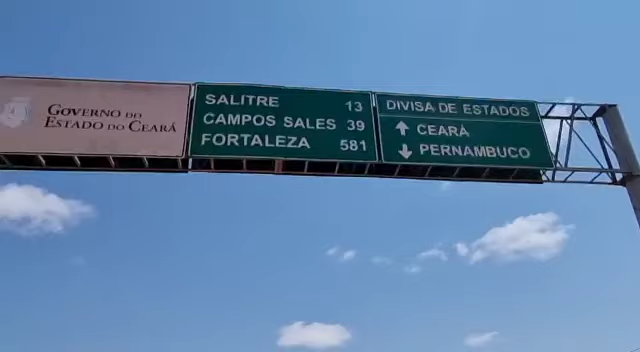 GOVERNO DO
ESTADO DO CEARÁ
SALITRE 13
CAMPOS SALES 39
FORTALEZA 581
DIVISA DE ESTADOS
↑ CEARÁ
↓ PERNAMBUCO